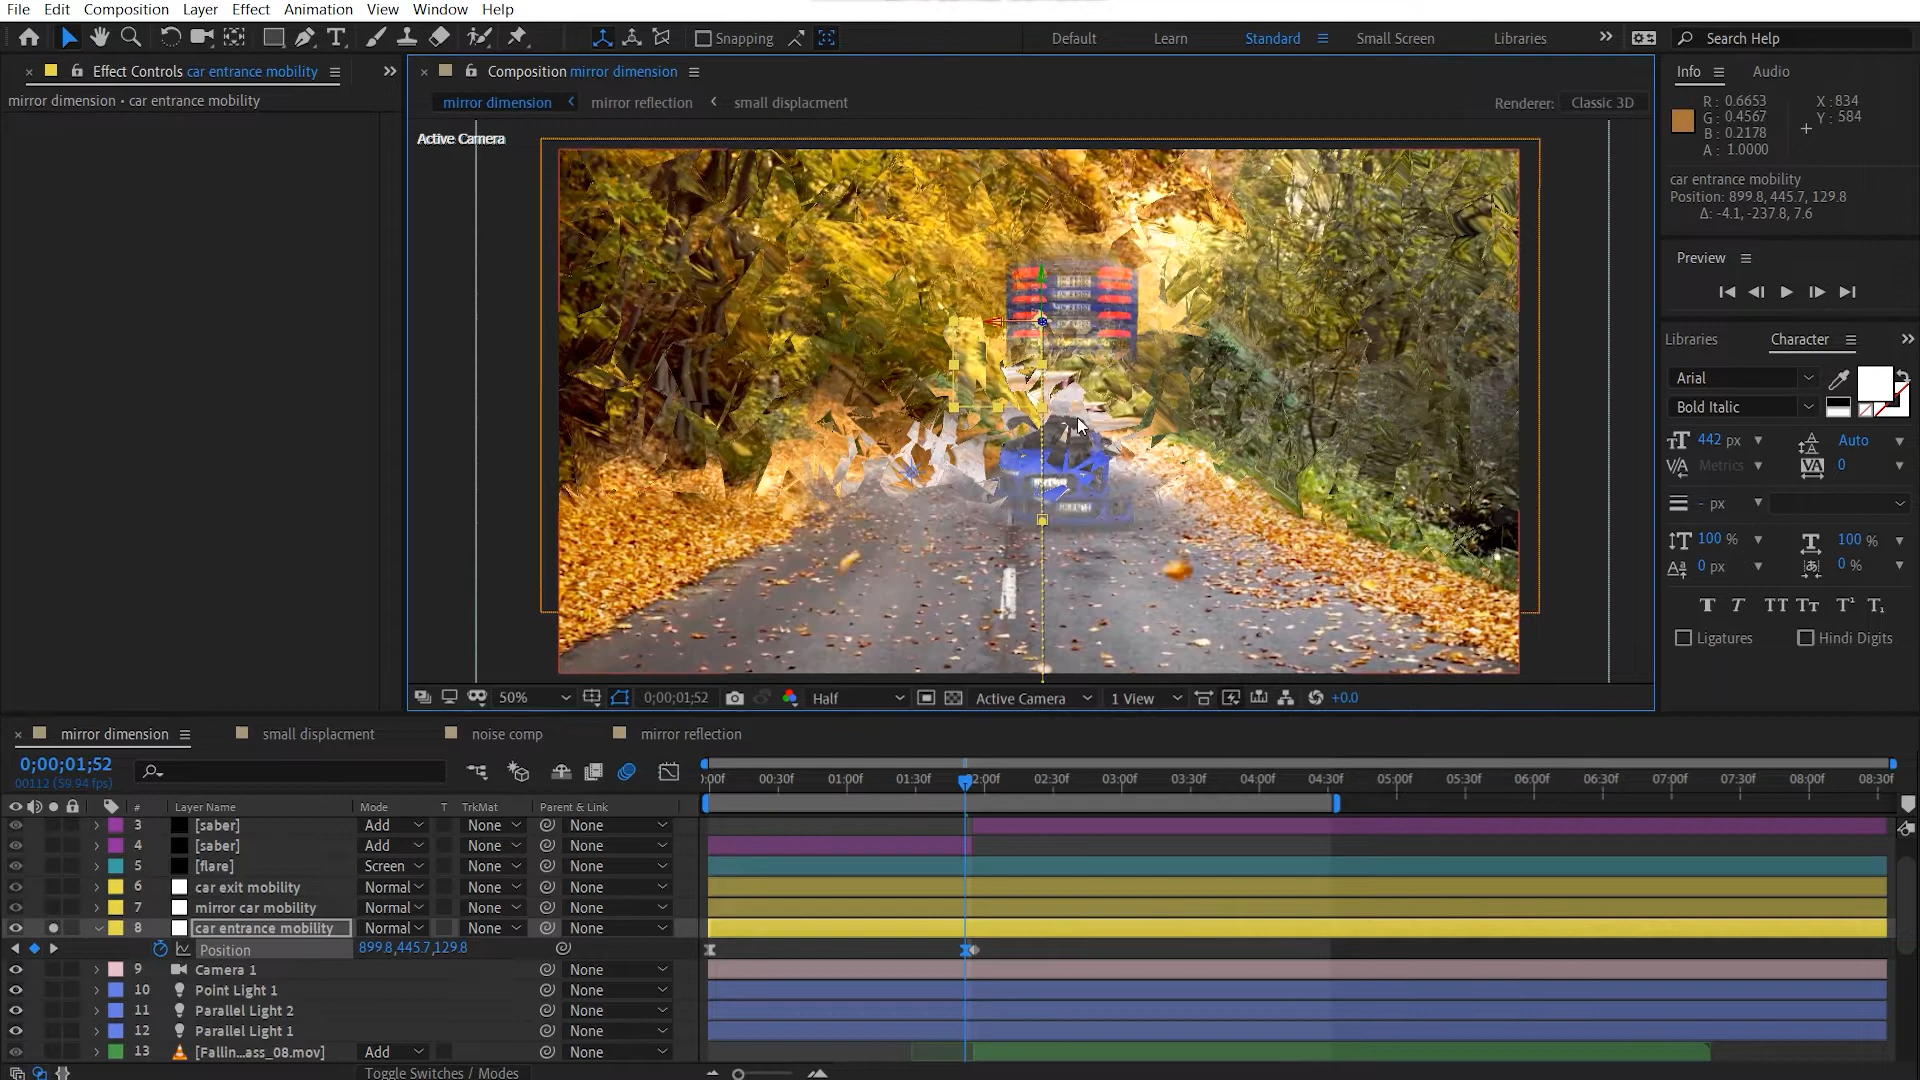 File Edit Composition Layer Effect Animation View Window Help
Snapping Default Learn Standard Small Screen Libraries Search Help
Effect Controls car entrance mobility
mirror dimension • car entrance mobility
Composition mirror dimension
mirror dimension mirror reflection small displacment
Renderer: Classic 3D
Active Camera
Info Audio
R: 0.6653 X: 834
G: 0.4567 Y: 584
B: 0.2178
A: 1.0000
car entrance mobility
Position: 899.8, 445.7, 129.8
Δ: -4.1, -237.8, 7.6
Preview
Libraries Character
Arial
Bold Italic
442 px Auto
Metrics 0
- px
100 % 100 %
0 px 0 %
T T TT Tt T¹ T₁
Ligatures Hindi Digits
50% 0;00;01;52 Half Active Camera 1 View +0.0
mirror dimension small displacment noise comp mirror reflection
0;00;01;52
00112 (59.94 fps)
:00f 00:30f 01:00f 01:30f 02:00f 02:30f 03:00f 03:30f 04:00f 04:30f 05:00f 05:30f 06:00f 06:30f 07:00f 07:30f 08:00f 08:30f
# Layer Name Mode T TrkMat Parent & Link
3 [saber] Add None None
4 [saber] Add None None
5 [flare] Screen None None
6 car exit mobility Normal None None
7 mirror car mobility Normal None None
8 car entrance mobility Normal None None
Position 899.8,445.7,129.8
9 Camera 1 None
10 Point Light 1 None
11 Parallel Light 2 None
12 Parallel Light 1 None
13 [Fallin...ass_08.mov] Add None None
Toggle Switches / Modes